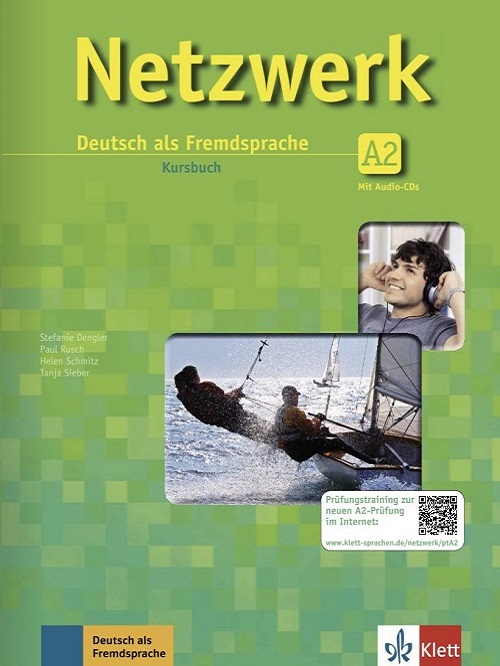 Netzwerk
Deutsch als Fremdsprache
Kursbuch
A2
Mit Audio-CDs
Stefanie Dengler
Paul Rusch
Helen Schmitz
Tanja Sieber
Prüfungstraining zur
neuen A2-Prüfung
im Internet:
www.klett-sprachen.de/netzwerk/ptA2
Deutsch als
Fremdsprache
Klett